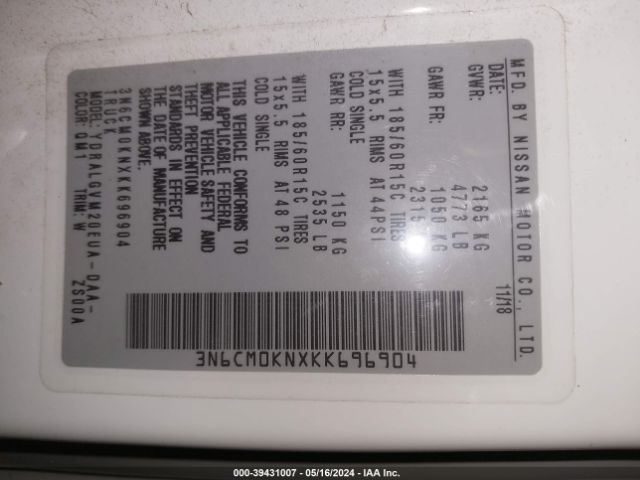 MFD. BY NISSAN MOTOR CO., LTD.
DATE: 11/18
GVWR: 2165 KG
4773 LB
GAWR FR: 1050 KG
2315
WITH 185/60R15C TIRES
15x5.5 RIMS AT 44PSI
COLD SINGLE
GAWR RR: 1150 KG
2535 LB
WITH 185/60R15C TIRES
15x5.5 RIMS AT 48 PSI
COLD SINGLE
THIS VEHICLE CONFORMS TO
ALL APPLICABLE FEDERAL
MOTOR VEHICLE SAFETY AND
THEFT PREVENTION
STANDARDS IN EFFECT ON
THE DATE OF MANUFACTURE
SHOWN ABOVE.
3N6CM0KNXKK696904
TRUCK
MODEL:YDRALGVM20EUA-DAA-
ZS00A
COLOR: QM1 TRIM: W
3N6CM0KNXKK696904
000-39431007 - 05/16/2024 - IAA Inc.